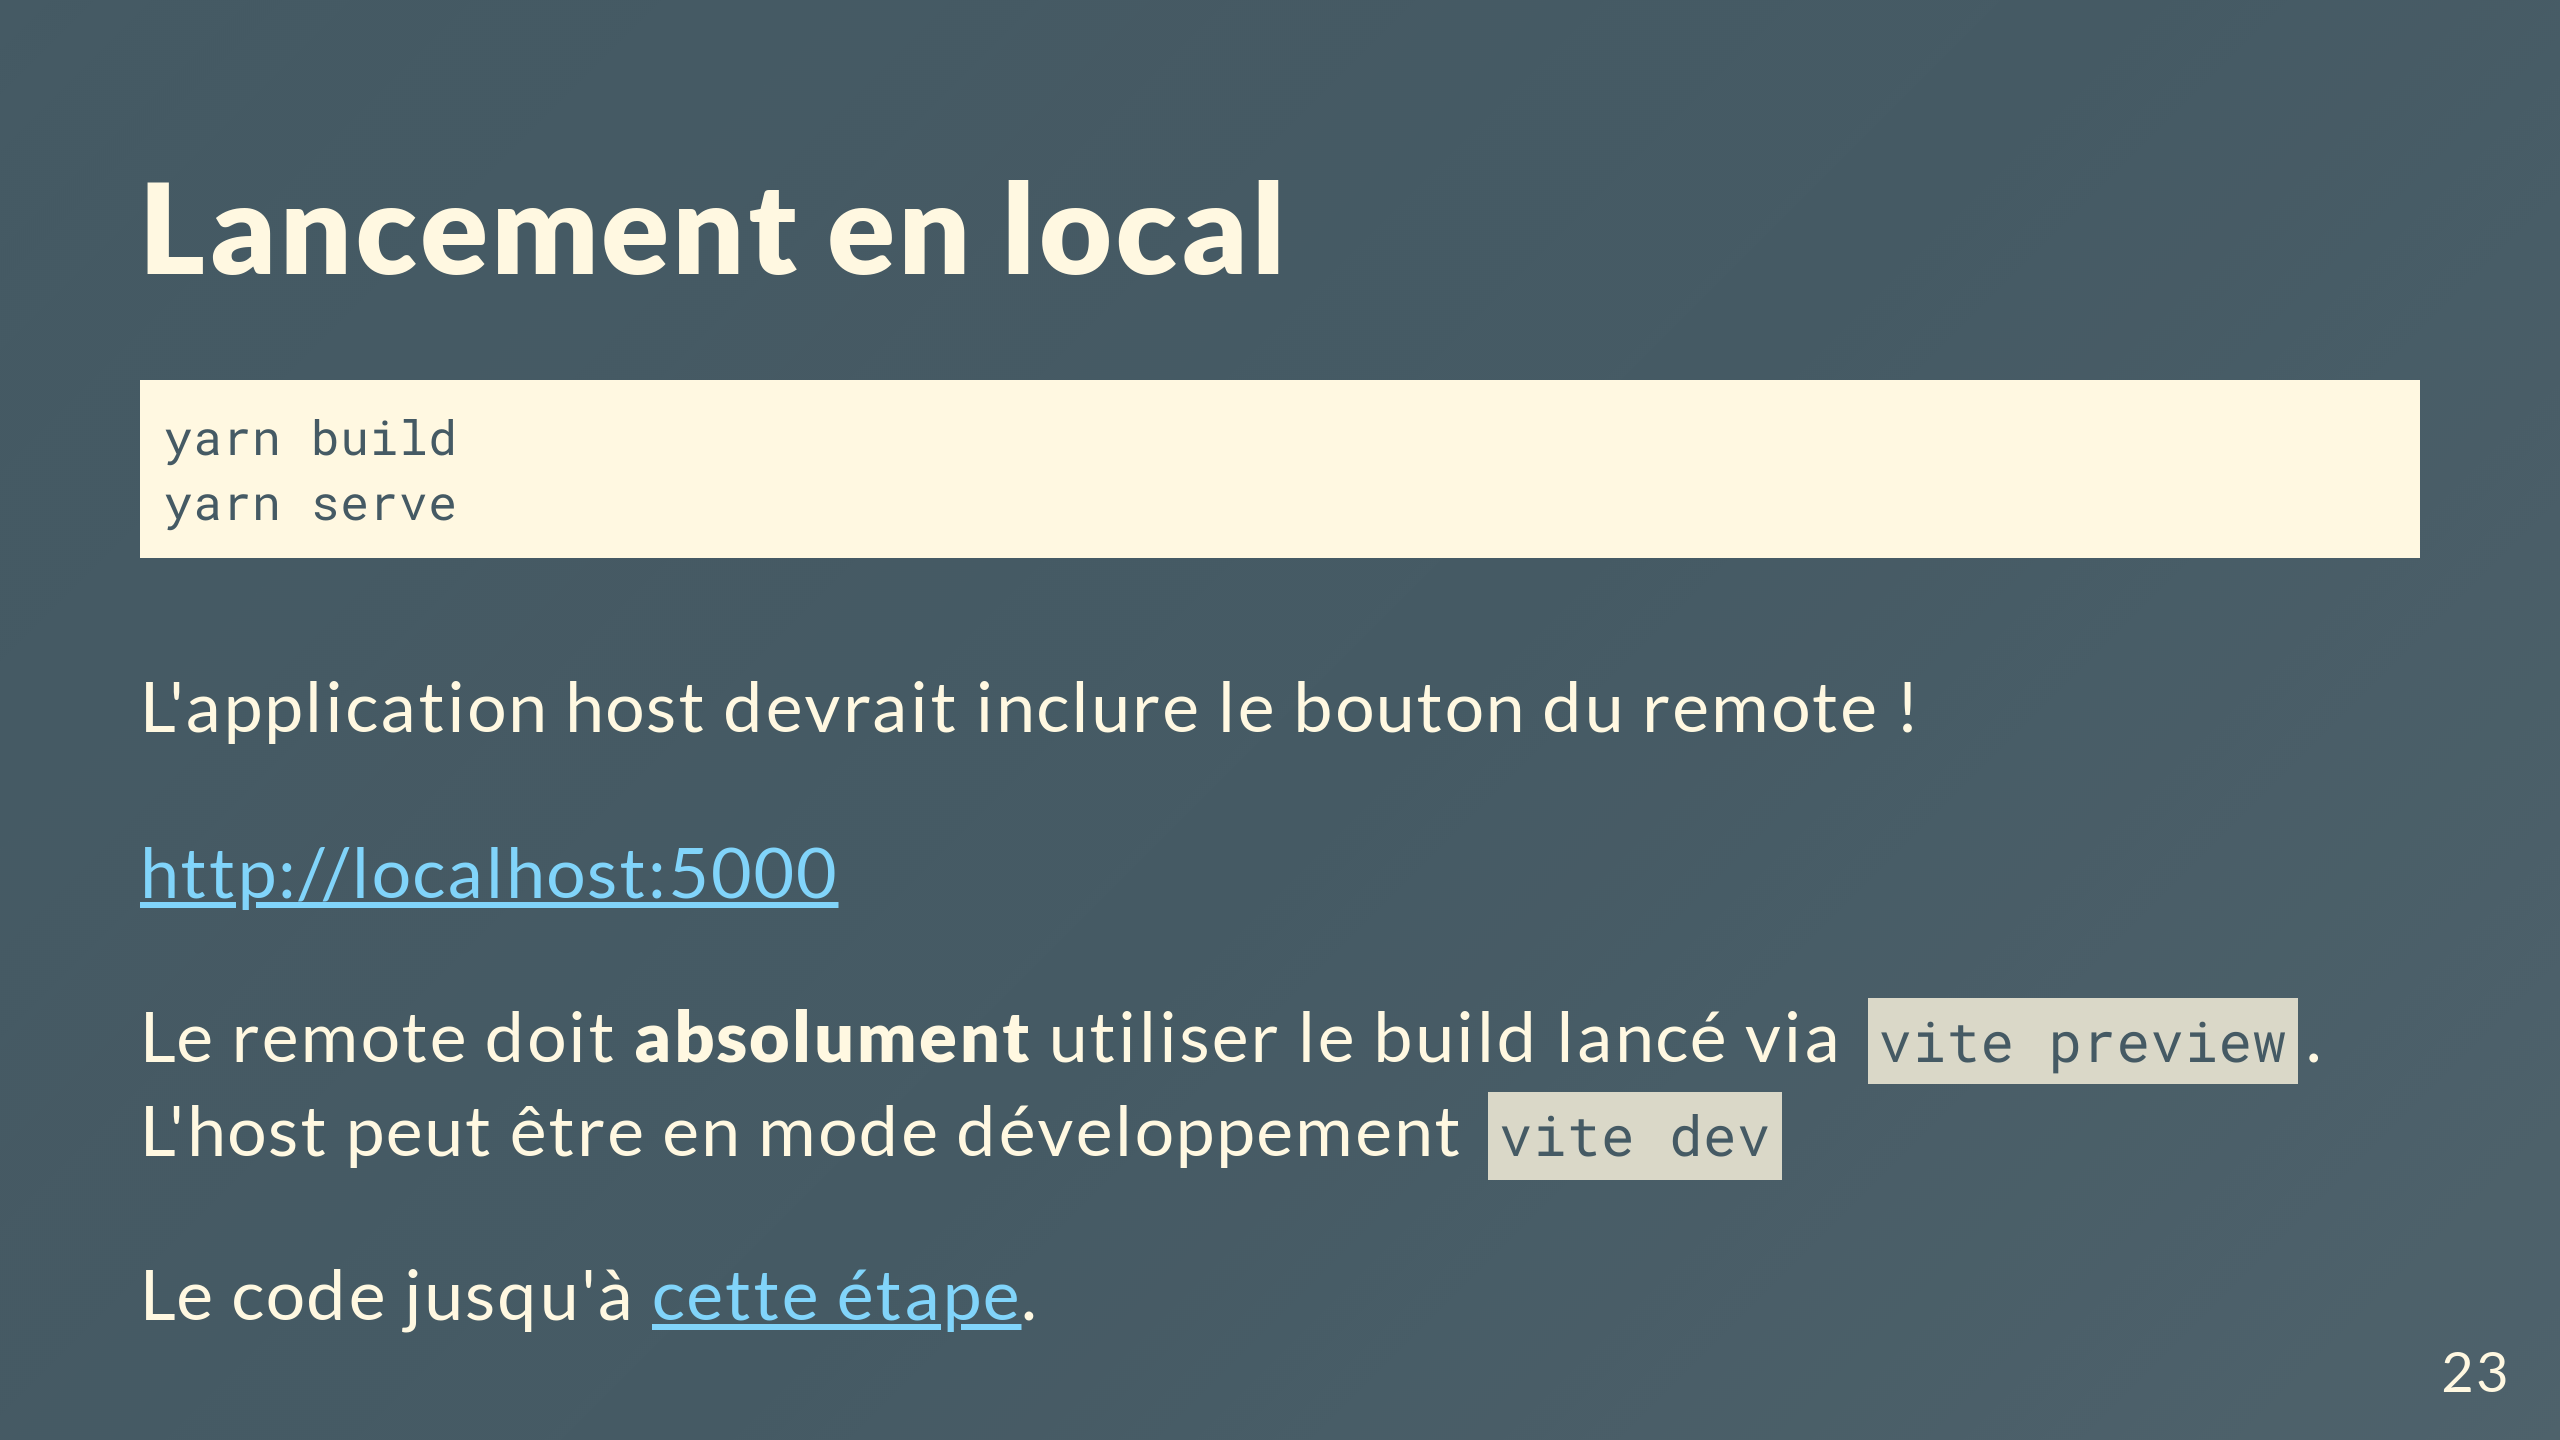 Lancement en local
yarn build
yarn serve
L'application host devrait inclure le bouton du remote !
http://localhost:5000
Le remote doit absolument utiliser le build lancé via vite preview.
L'host peut être en mode développement vite dev
Le code jusqu'à cette étape.
23